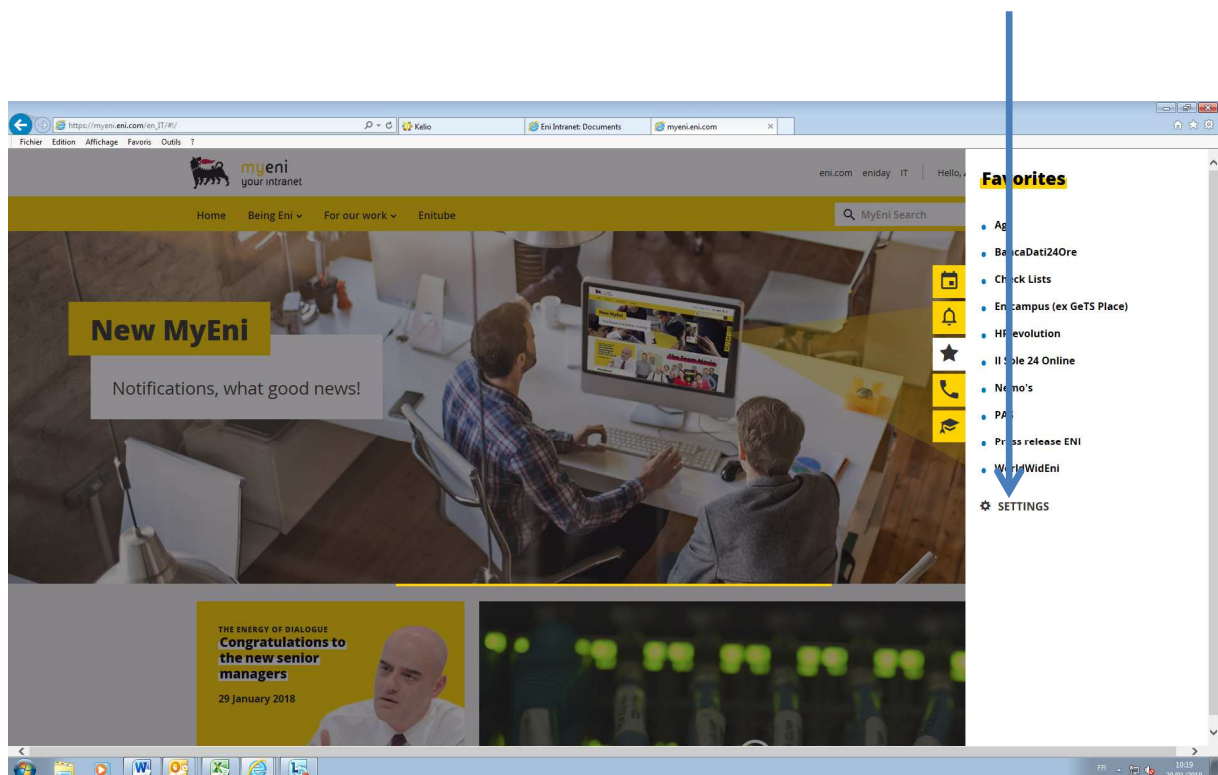 https://myeni.eni.com/en_IT/#!/
Kelio
Eni Intranet: Documents
myeni.eni.com
Fichier Edition Affichage Favoris Outils ?
myeni
your intranet
eni.com eniday IT Hello,
Home Being Eni For our work Enitube
MyEni Search
New MyEni
Notifications, what good news!
THE ENERGY OF DIALOGUE
Congratulations to
the new senior
managers
29 January 2018
Favorites
BancaDati24Ore
Check Lists
Enicampus (ex GeTS Place)
HR evolution
Il Sole 24 Online
Nemo's
Press release ENI
WorldWidEni
SETTINGS
FR
10:19